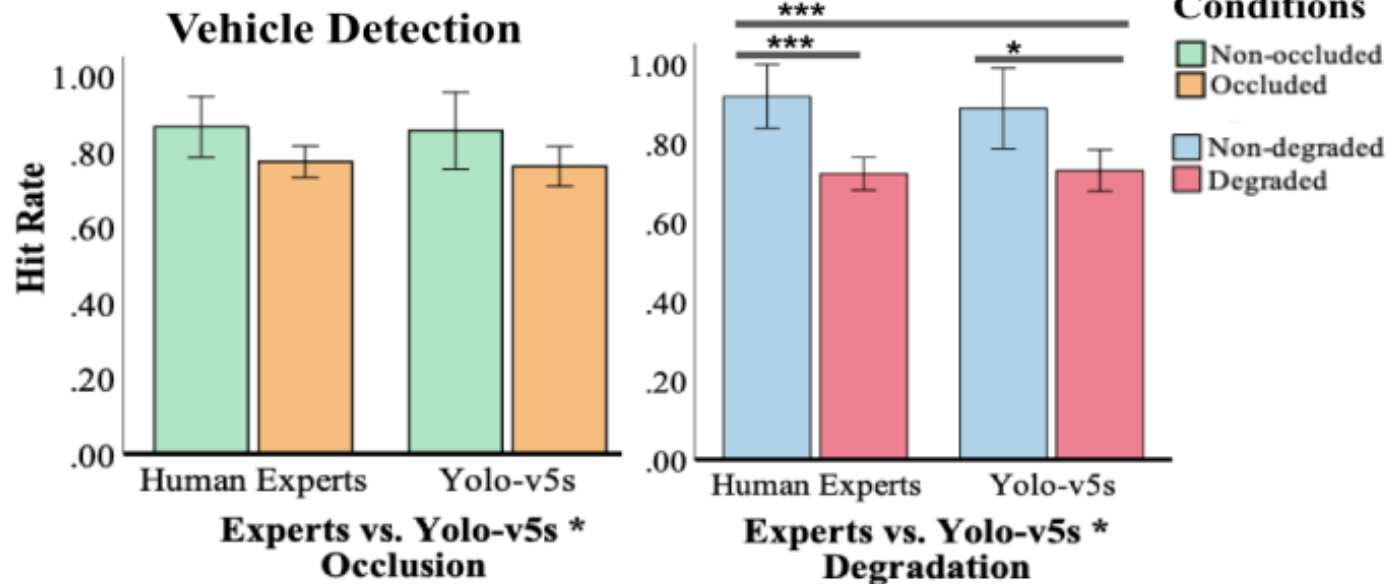 Vehicle Detection
Hit Rate
1.00
.80
.60
.40
.20
.00
Human Experts
Yolo-v5s
Experts vs. Yolo-v5s *
Occlusion
***
***
*
1.00
.80
.60
.40
.20
.00
Human Experts
Yolo-v5s
Experts vs. Yolo-v5s *
Degradation
Conditions
Non-occluded
Occluded
Non-degraded
Degraded